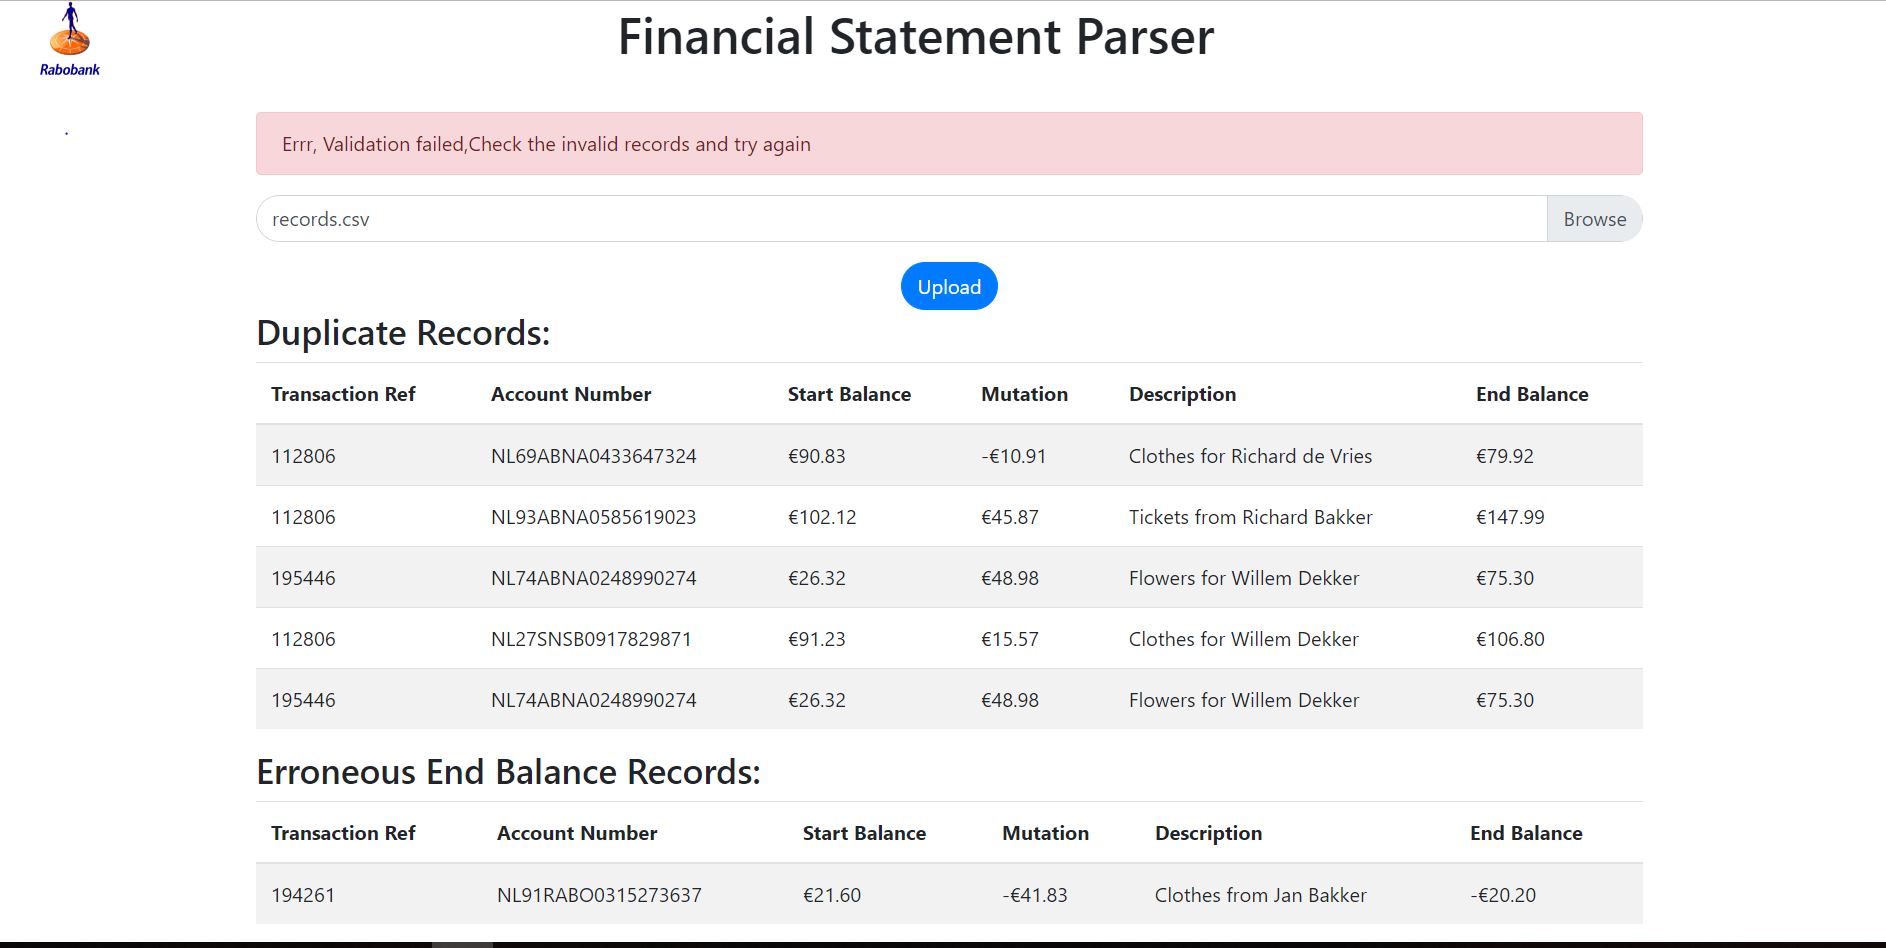 Rabobank
Financial Statement Parser
Errr, Validation failed,Check the invalid records and try again
records.csv Browse
Upload
Duplicate Records:
Transaction Ref Account Number Start Balance Mutation Description End Balance
112806 NL69ABNA0433647324 €90.83 -€10.91 Clothes for Richard de Vries €79.92
112806 NL93ABNA0585619023 €102.12 €45.87 Tickets from Richard Bakker €147.99
195446 NL74ABNA0248990274 €26.32 €48.98 Flowers for Willem Dekker €75.30
112806 NL27SNSB0917829871 €91.23 €15.57 Clothes for Willem Dekker €106.80
195446 NL74ABNA0248990274 €26.32 €48.98 Flowers for Willem Dekker €75.30
Erroneous End Balance Records:
Transaction Ref Account Number Start Balance Mutation Description End Balance
194261 NL91RABO0315273637 €21.60 -€41.83 Clothes from Jan Bakker -€20.20